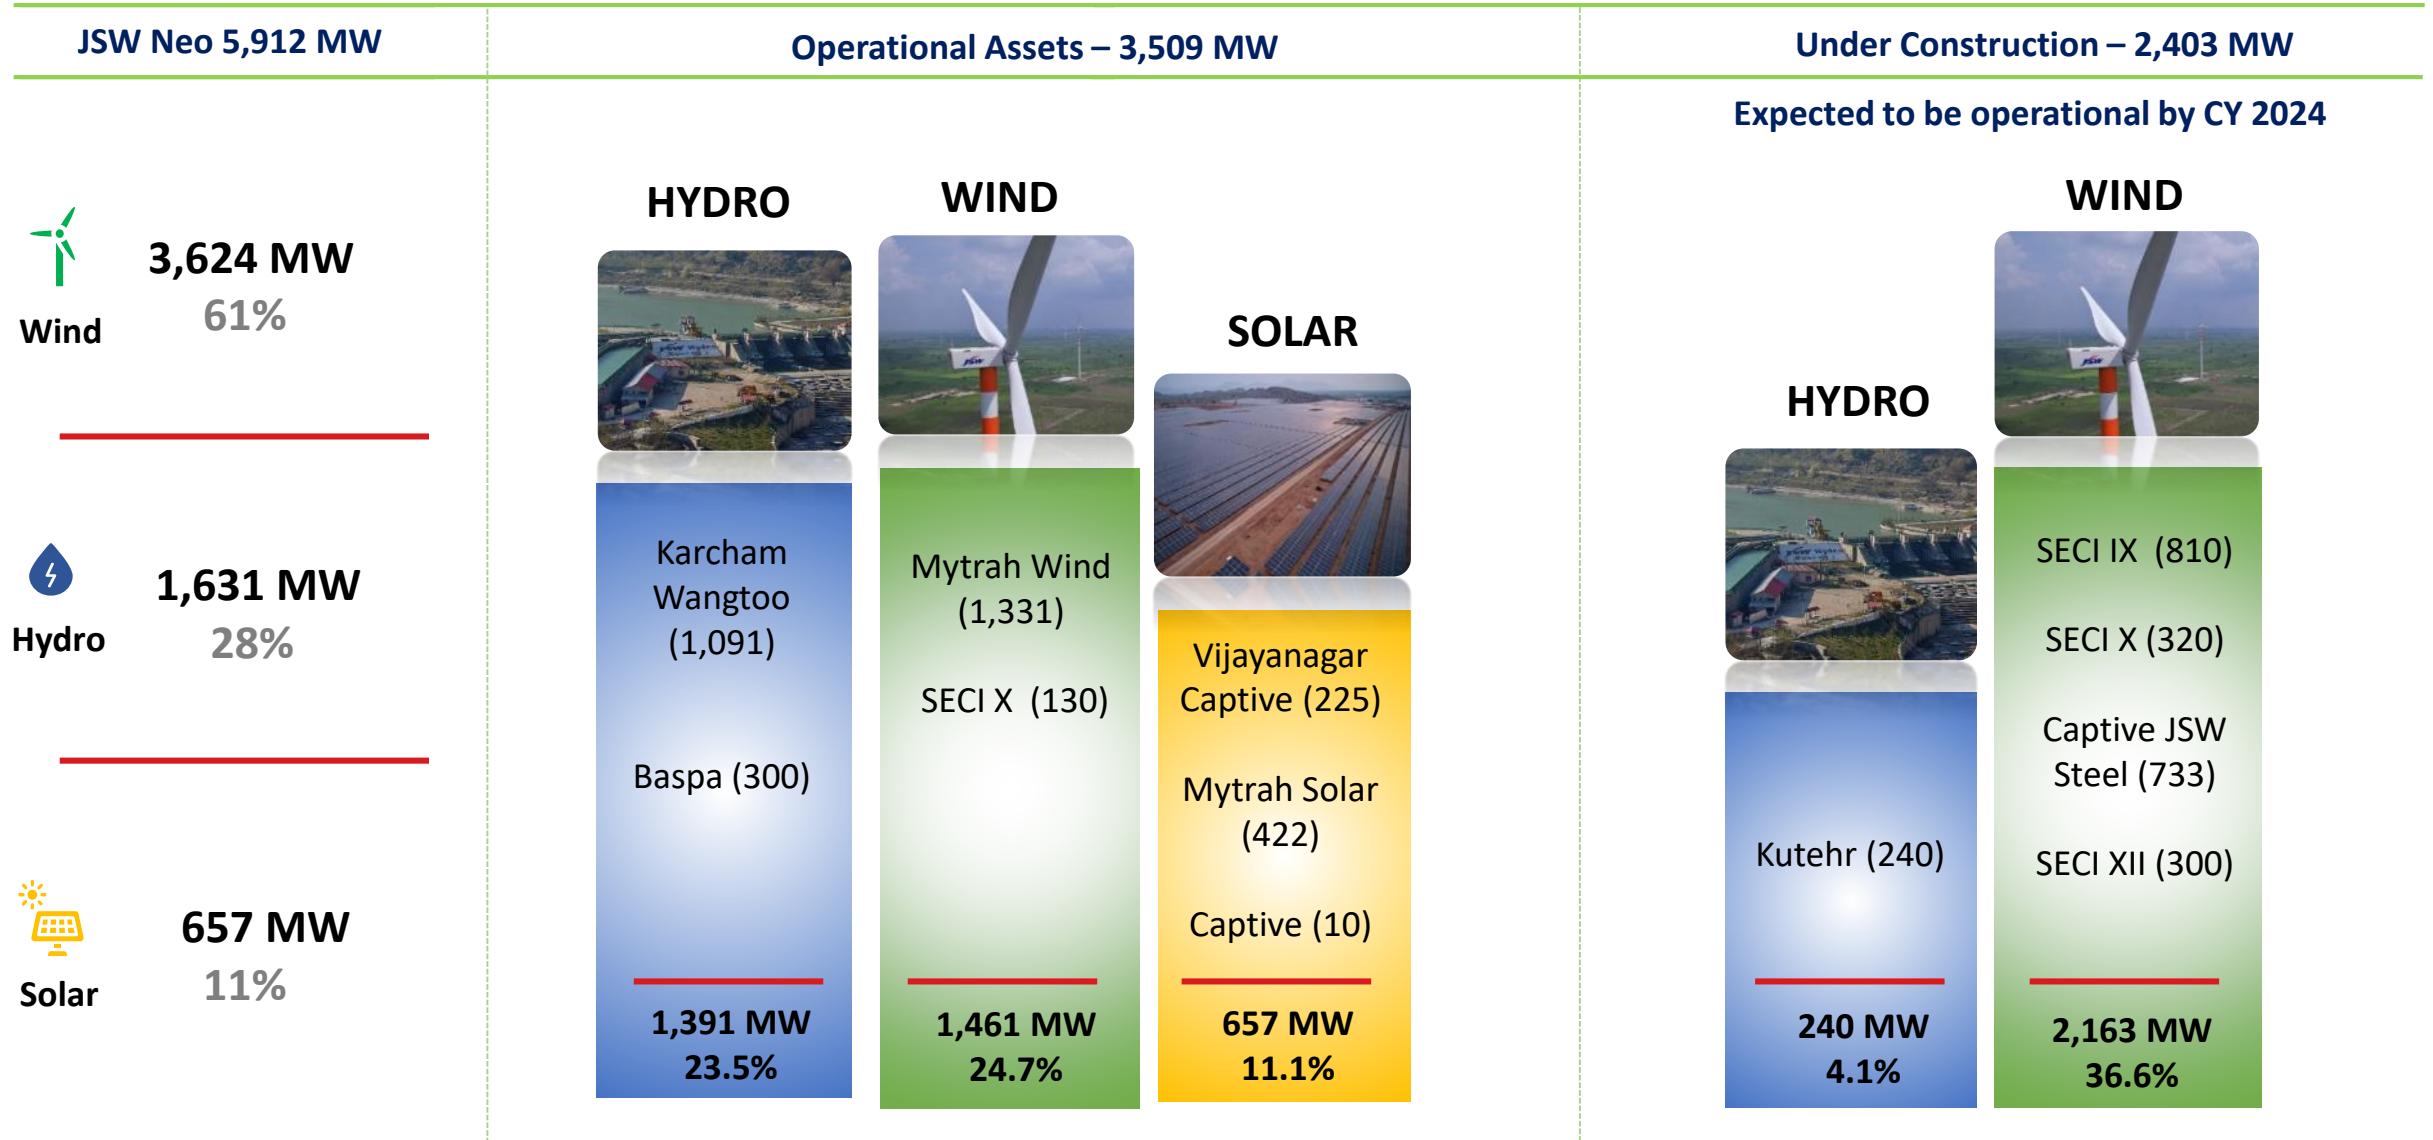 JSW Neo 5,912 MW
Operational Assets – 3,509 MW
Under Construction – 2,403 MW
Expected to be operational by CY 2024
Wind
3,624 MW
61%
Hydro
1,631 MW
28%
Solar
657 MW
11%
HYDRO
Karcham
Wangtoo
(1,091)
Baspa (300)
1,391 MW
23.5%
WIND
JSW
Mytrah Wind
(1,331)
SECI X (130)
1,461 MW
24.7%
SOLAR
Vijayanagar
Captive (225)
Mytrah Solar
(422)
Captive (10)
657 MW
11.1%
HYDRO
Kutehr (240)
240 MW
4.1%
WIND
JSW
SECI IX (810)
SECI X (320)
Captive JSW
Steel (733)
SECI XII (300)
2,163 MW
36.6%